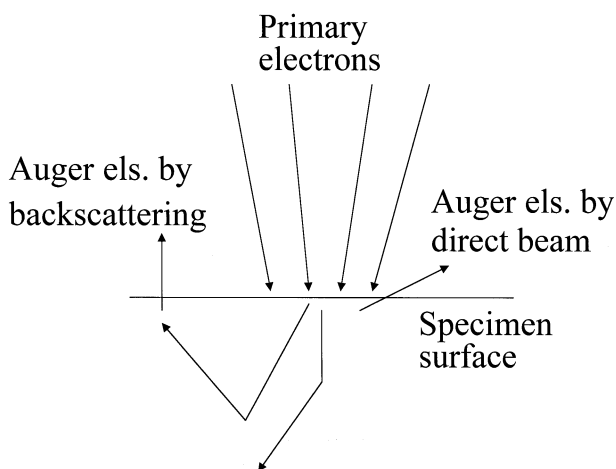 Primary
electrons
Auger els. by
backscattering
Auger els. by
direct beam
Specimen
surface